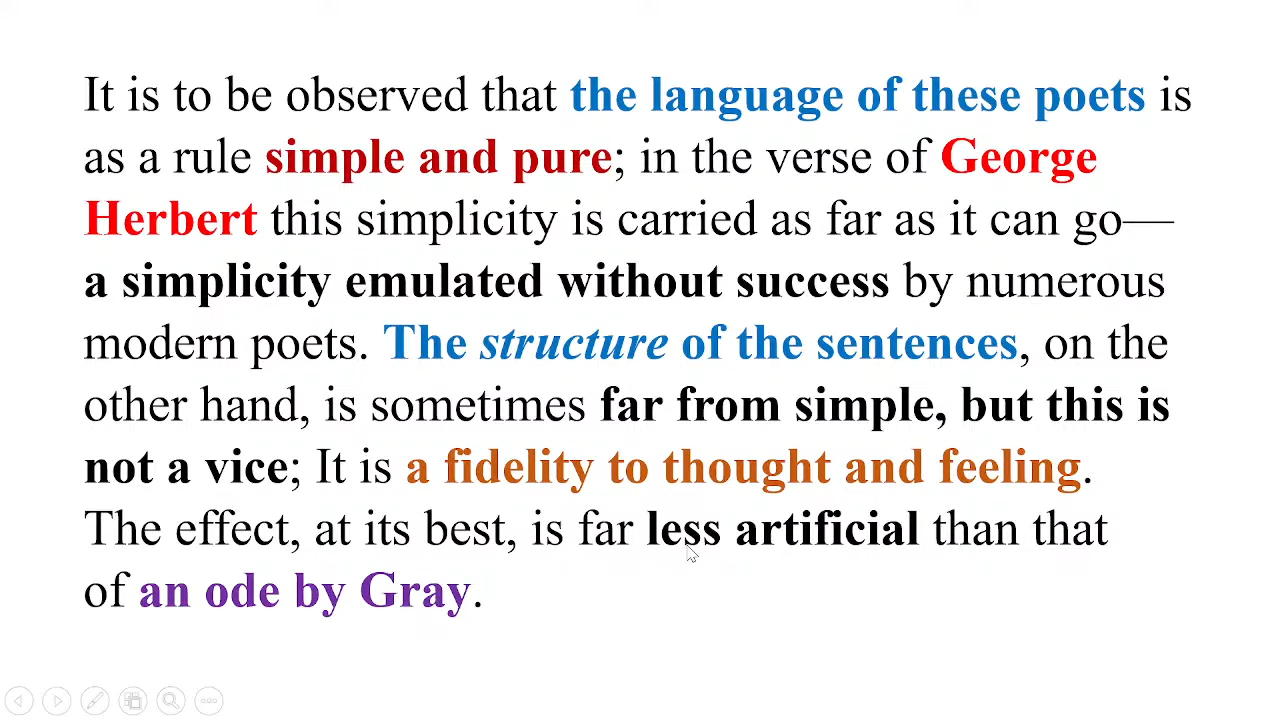 It is to be observed that the language of these poets is
as a rule simple and pure; in the verse of George
Herbert this simplicity is carried as far as it can go—
a simplicity emulated without success by numerous
modern poets. The structure of the sentences, on the
other hand, is sometimes far from simple, but this is
not a vice; It is a fidelity to thought and feeling.
The effect, at its best, is far less artificial than that
of an ode by Gray.